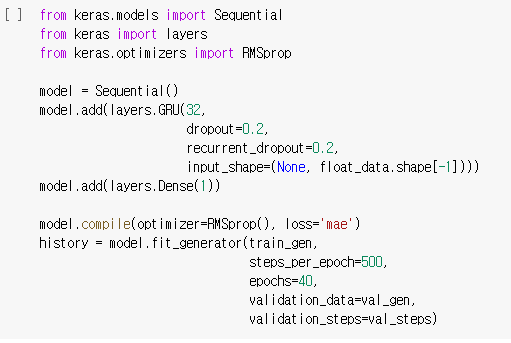 [ ] from keras.models import Sequential
from keras import layers
from keras.optimizers import RMSprop
model = Sequential()
model.add(layers.GRU(32,
dropout=0.2,
recurrent_dropout=0.2,
input_shape=(None, float_data.shape[-1])))
model.add(layers.Dense(1))
model.compile(optimizer=RMSprop(), loss='mae')
history = model.fit_generator(train_gen,
steps_per_epoch=500,
epochs=40,
validation_data=val_gen,
validation_steps=val_steps)